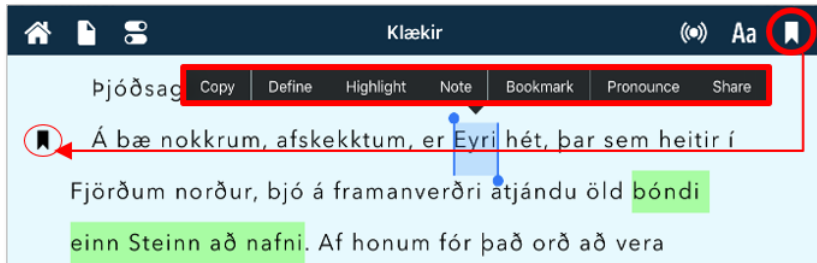 Klækir
Aa
Þjóðsag
Copy Define Highlight Note Bookmark Pronounce Share
Á bæ nokkrum, afskekktum, er Eyri hét, þar sem heitir í
Fjörðum norður, bjó á framanverðri átjándu öld bóndi
einn Steinn að nafni. Af honum fór það orð að vera